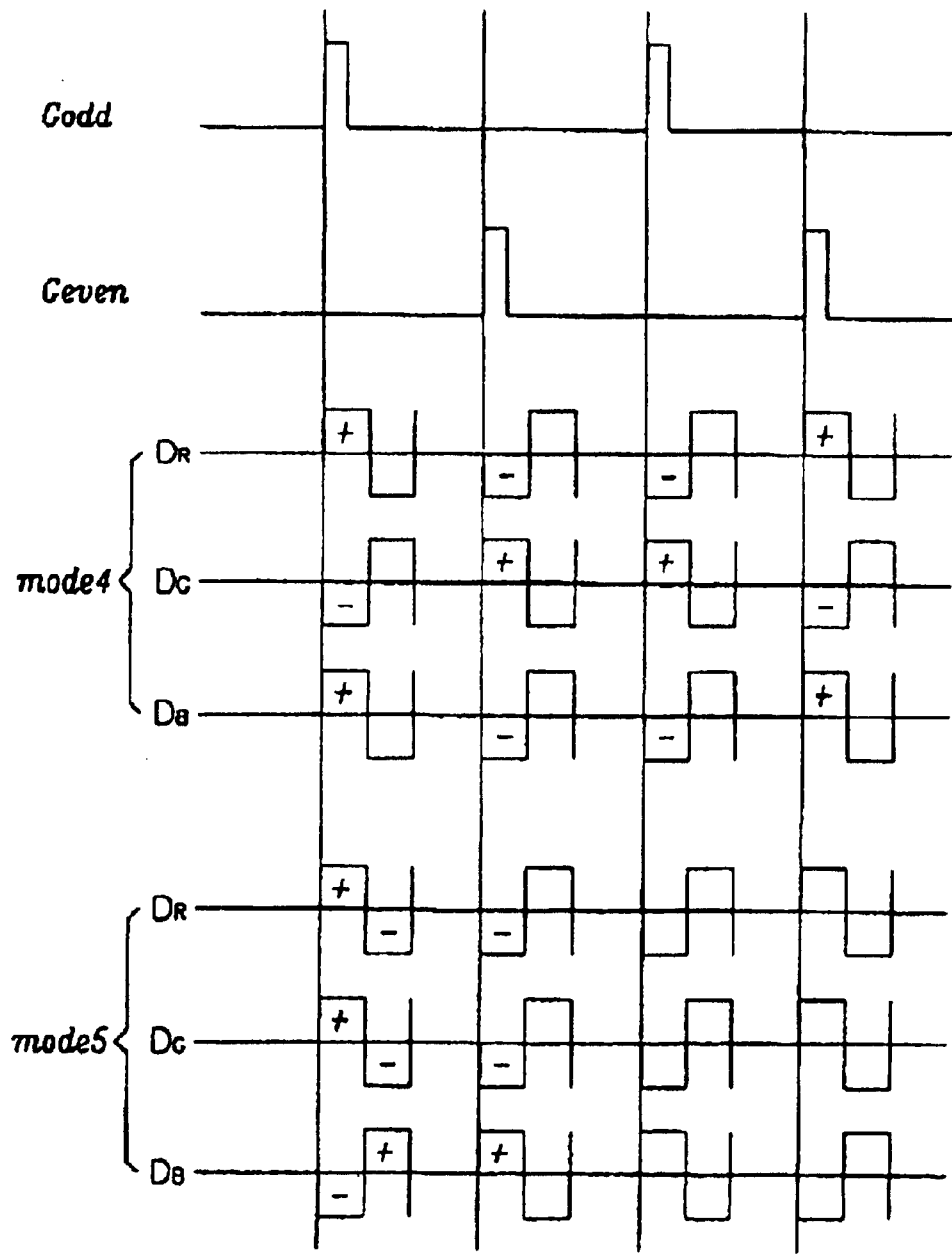 Godd
Geven
mode4
DR + - - +
DG - + + -
DB + - - +
mode5
DR + - -
DG + - -
DB - + +